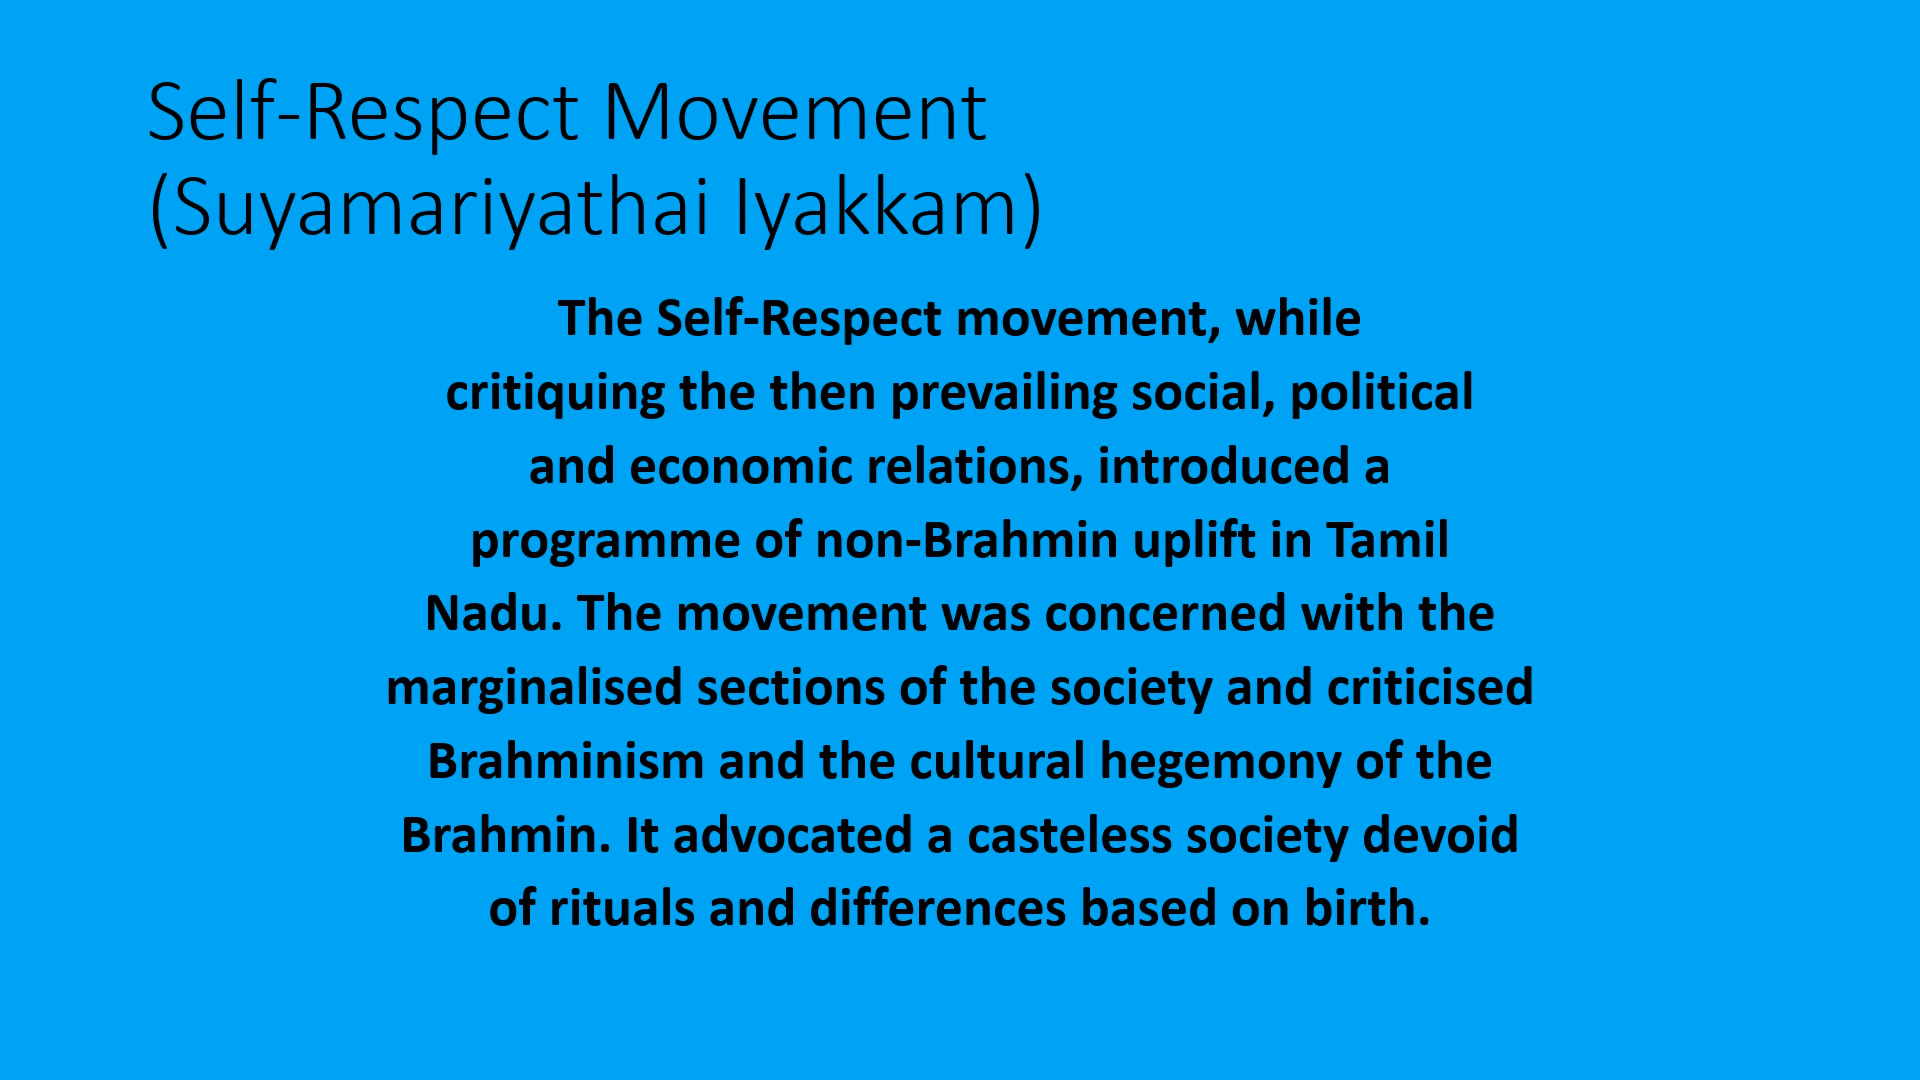 Self-Respect Movement
(Suyamariyathai Iyakkam)
The Self-Respect movement, while
critiquing the then prevailing social, political
and economic relations, introduced a
programme of non-Brahmin uplift in Tamil
Nadu. The movement was concerned with the
marginalised sections of the society and criticised
Brahminism and the cultural hegemony of the
Brahmin. It advocated a casteless society devoid
of rituals and differences based on birth.